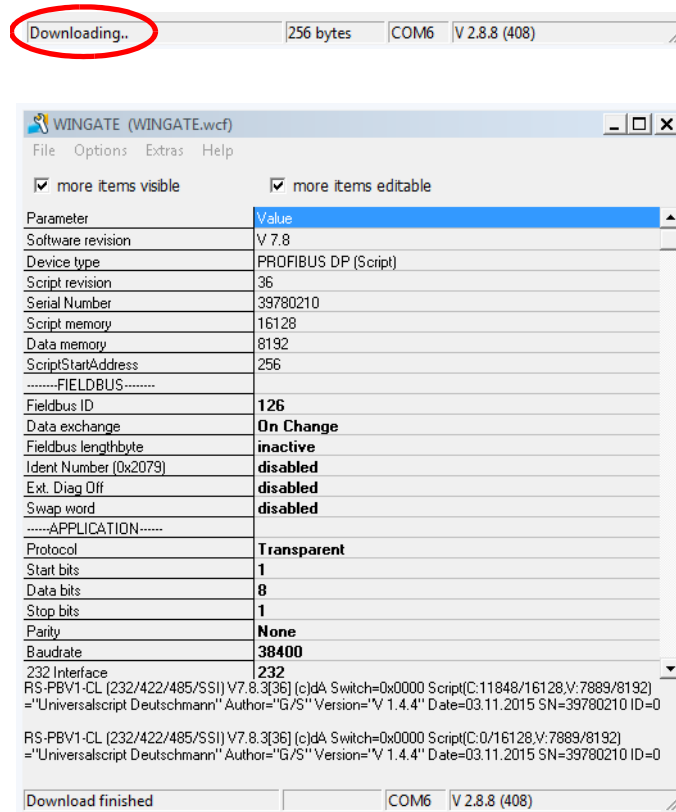 Downloading.. 256 bytes COM6 V 2.8.8 (408)
WINGATE (WINGATE.wcf)
File Options Extras Help
more items visible more items editable
Parameter Value
Software revision V 7.8
Device type PROFIBUS DP (Script)
Script revision 36
Serial Number 39780210
Script memory 16128
Data memory 8192
ScriptStartAddress 256
--------FIELDBUS--------
Fieldbus ID 126
Data exchange On Change
Fieldbus lengthbyte inactive
Ident Number (0x2079) disabled
Ext. Diag Off disabled
Swap word disabled
------APPLICATION------
Protocol Transparent
Start bits 1
Data bits 8
Stop bits 1
Parity None
Baudrate 38400
232 Interface 232
RS-PBV1-CL (232/422/485/SSI) V7.8.3[36] (c)dA Switch=0x0000 Script(C:11848/16128,V:7889/8192)
="Universalscript Deutschmann" Author="G/S" Version="V 1.4.4" Date=03.11.2015 SN=39780210 ID=0
RS-PBV1-CL (232/422/485/SSI) V7.8.3[36] (c)dA Switch=0x0000 Script(C:0/16128,V:7889/8192)
="Universalscript Deutschmann" Author="G/S" Version="V 1.4.4" Date=03.11.2015 SN=39780210 ID=0
Download finished COM6 V 2.8.8 (408)